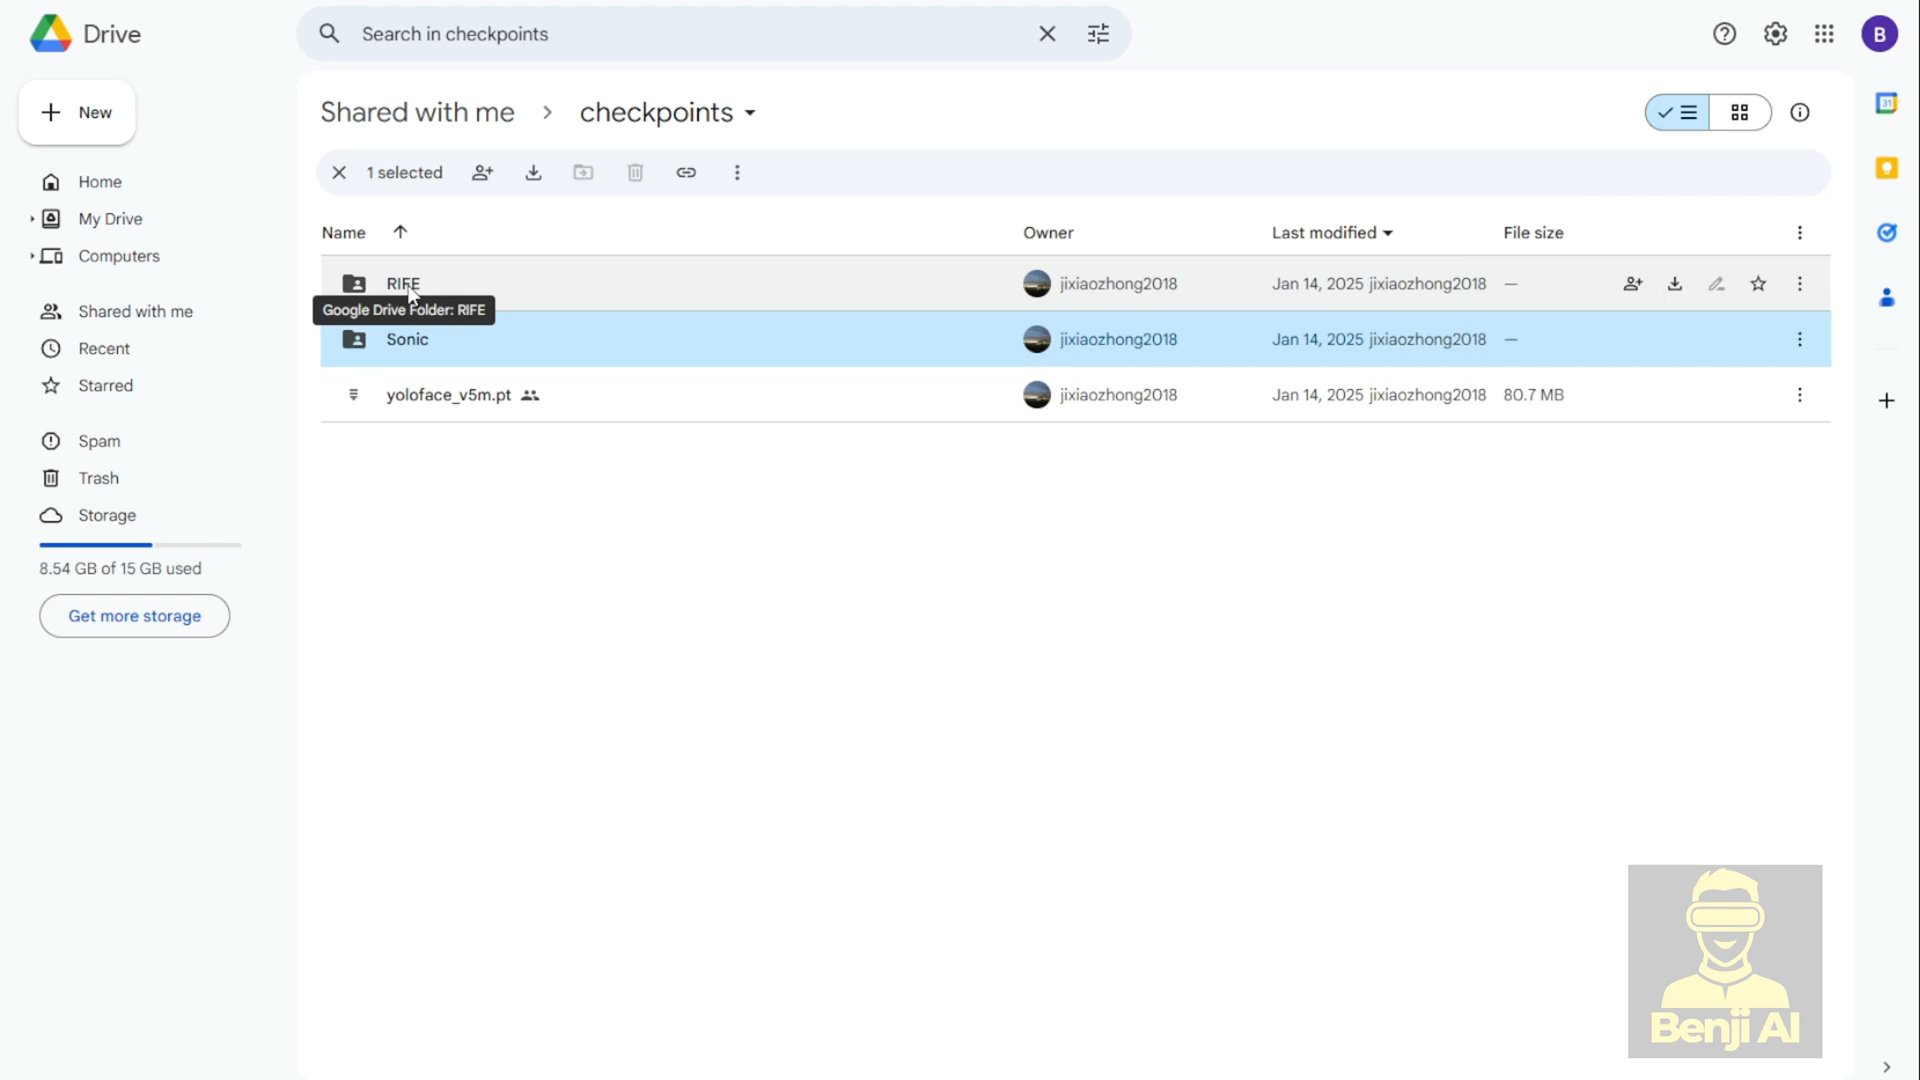 Drive
Search in checkpoints
B
New
Shared with me > checkpoints
31
1 selected
Home
My Drive
Computers
Shared with me
Recent
Starred
Spam
Trash
Storage
8.54 GB of 15 GB used
Get more storage
Name Owner Last modified File size
RIFE jixiaozhong2018 Jan 14, 2025 jixiaozhong2018 —
Google Drive Folder: RIFE
Sonic jixiaozhong2018 Jan 14, 2025 jixiaozhong2018 —
yoloface_v5m.pt jixiaozhong2018 Jan 14, 2025 jixiaozhong2018 80.7 MB
Benji AI